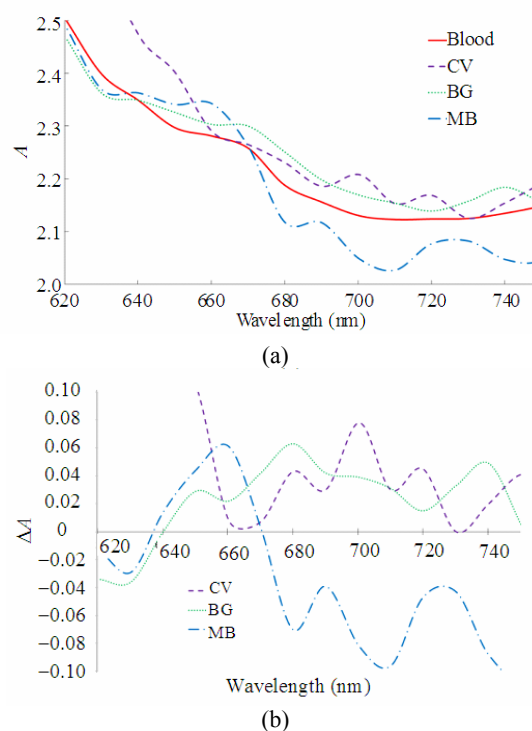 2.5
2.4
2.3
2.2
2.1
2.0
A
Blood
CV
BG
MB
620 640 660 680 700 720 740
Wavelength (nm)
(a)
0.10
0.08
0.06
0.04
0.02
0
−0.02
−0.04
−0.06
−0.08
−0.10
ΔA
620 640 660 680 700 720 740
CV
BG
MB
Wavelength (nm)
(b)